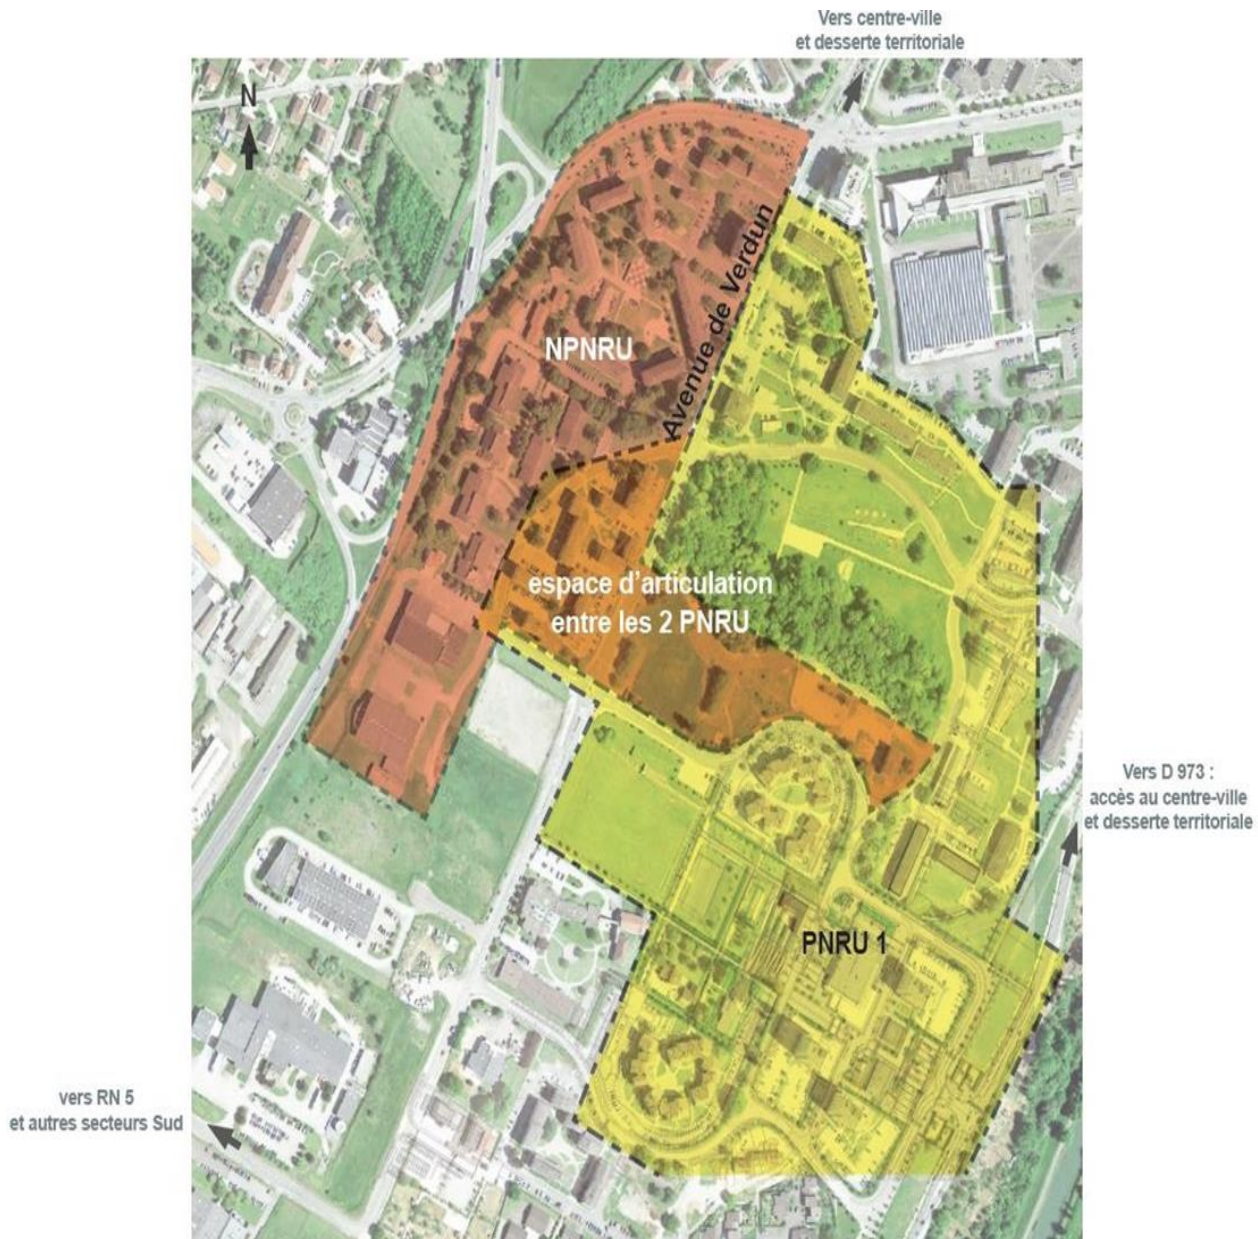 Vers centre-ville
et desserte territoriale
N
Avenue de Verdun
NPNRU
espace d'articulation
entre les 2 PNRU
Vers D 973 :
accès au centre-ville
et desserte territoriale
PNRU 1
vers RN 5
et autres secteurs Sud